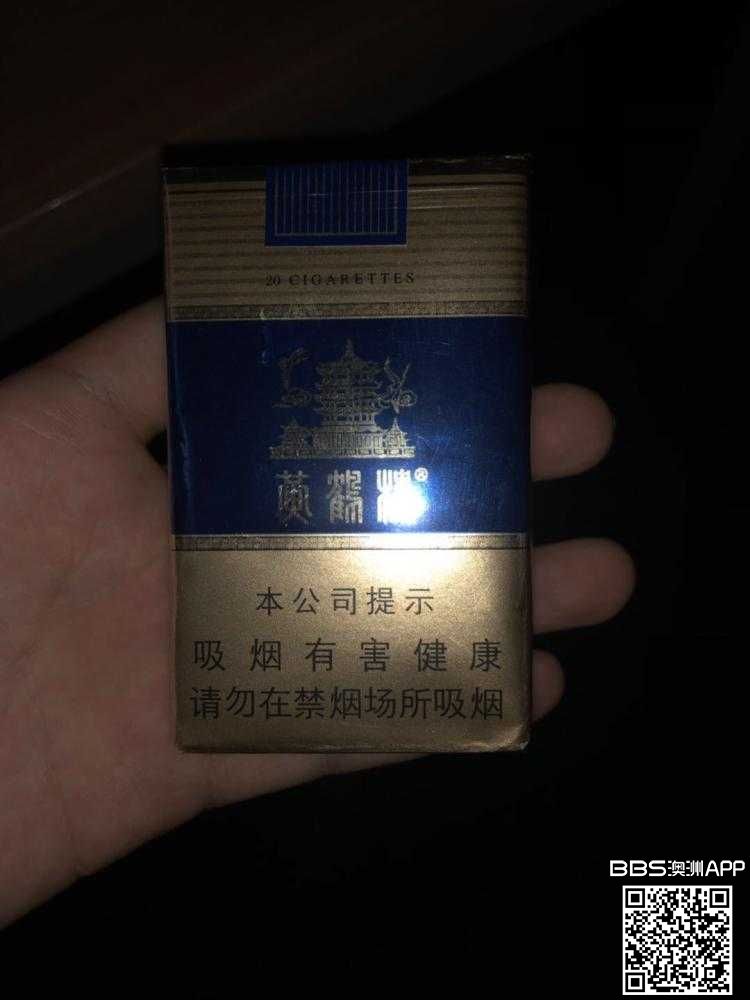 20 CIGARETTES
黄鹤楼®
本公司提示
吸烟有害健康
请勿在禁烟场所吸烟
BBS澳洲APP